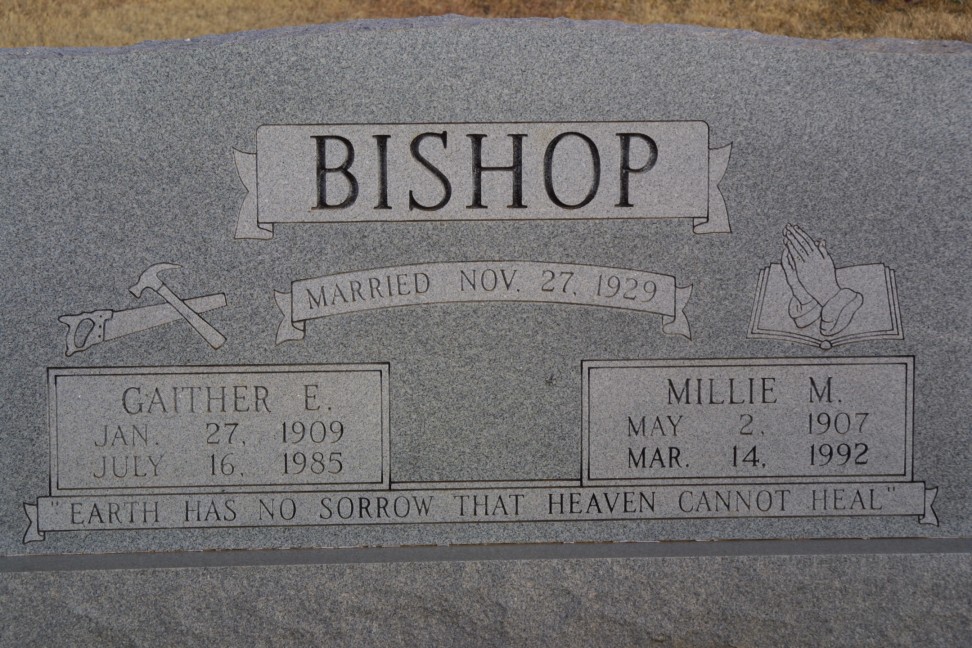 BISHOP
MARRIED NOV. 27, 1929
GAITHER E.
JAN. 27, 1909
JULY 16, 1985
MILLIE M.
MAY 2, 1907
MAR. 14, 1992
"EARTH HAS NO SORROW THAT HEAVEN CANNOT HEAL"